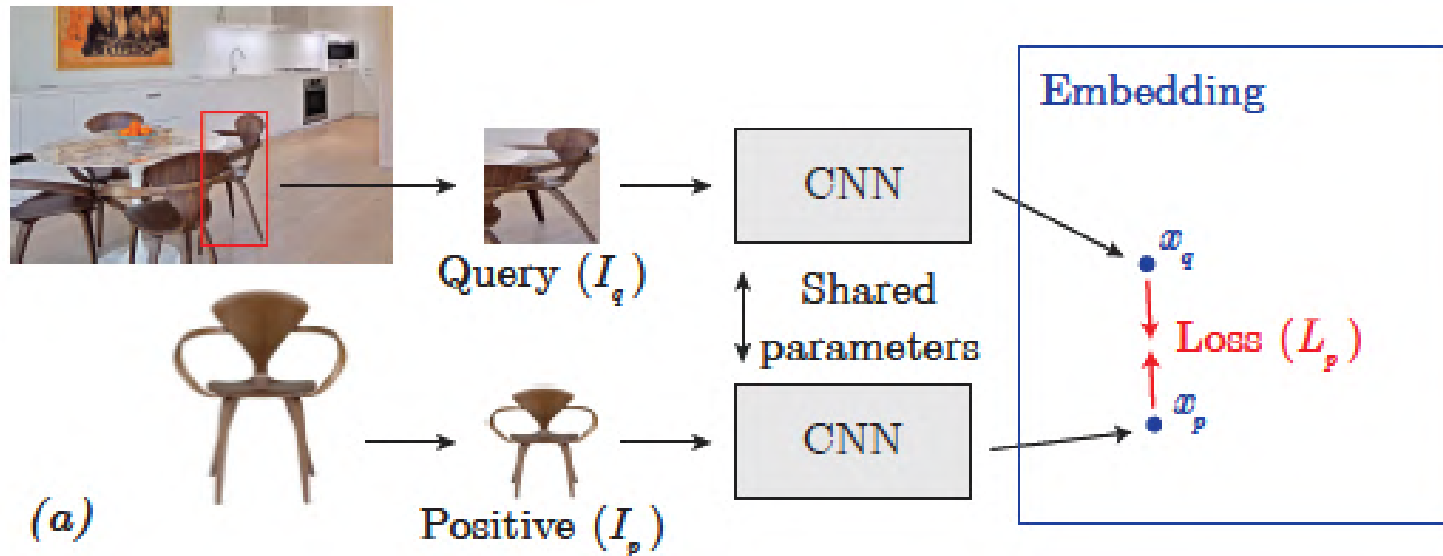 Embedding
CNN
x_q
Query (I_q)
Shared
parameters
Loss (L_p)
x_p
CNN
(a)
Positive (I_p)